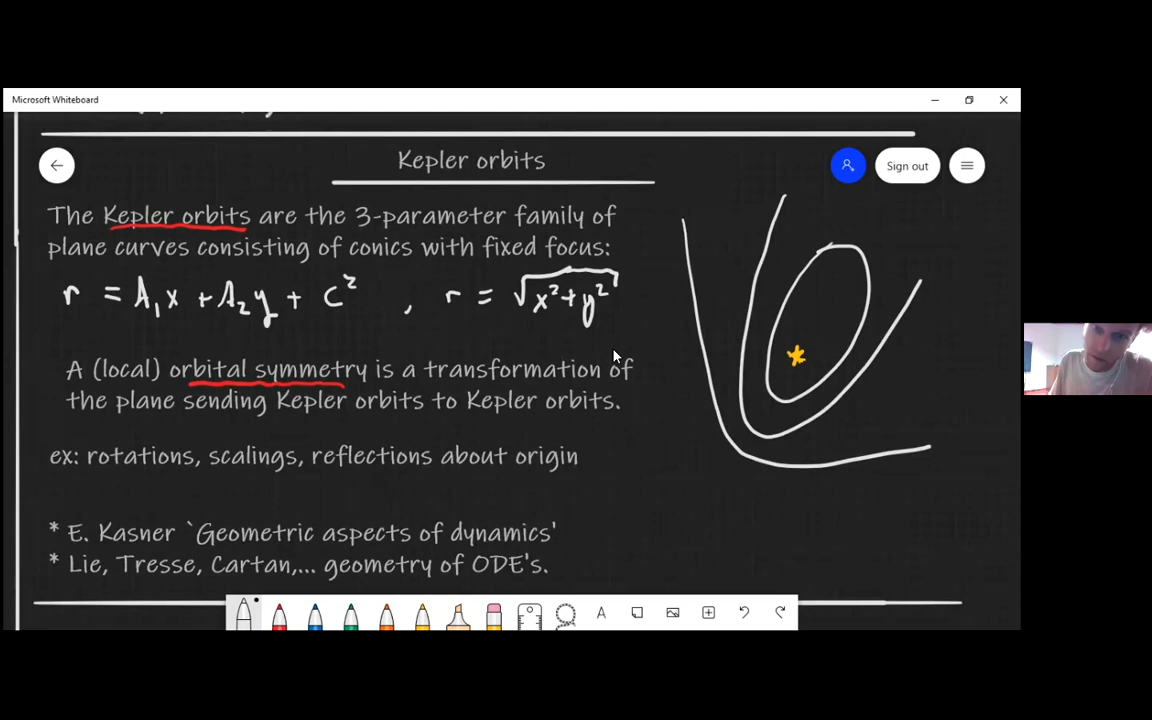 Microsoft Whiteboard
Kepler orbits
Sign out
The Kepler orbits are the 3-parameter family of
plane curves consisting of conics with fixed focus:
r = A₁x + A₂y + c² , r = √x²+y²
A (local) orbital symmetry is a transformation of
the plane sending Kepler orbits to Kepler orbits.
ex: rotations, scalings, reflections about origin
* E. Kasner `Geometric aspects of dynamics'
* Lie, Tresse, Cartan,... geometry of ODE's.
A